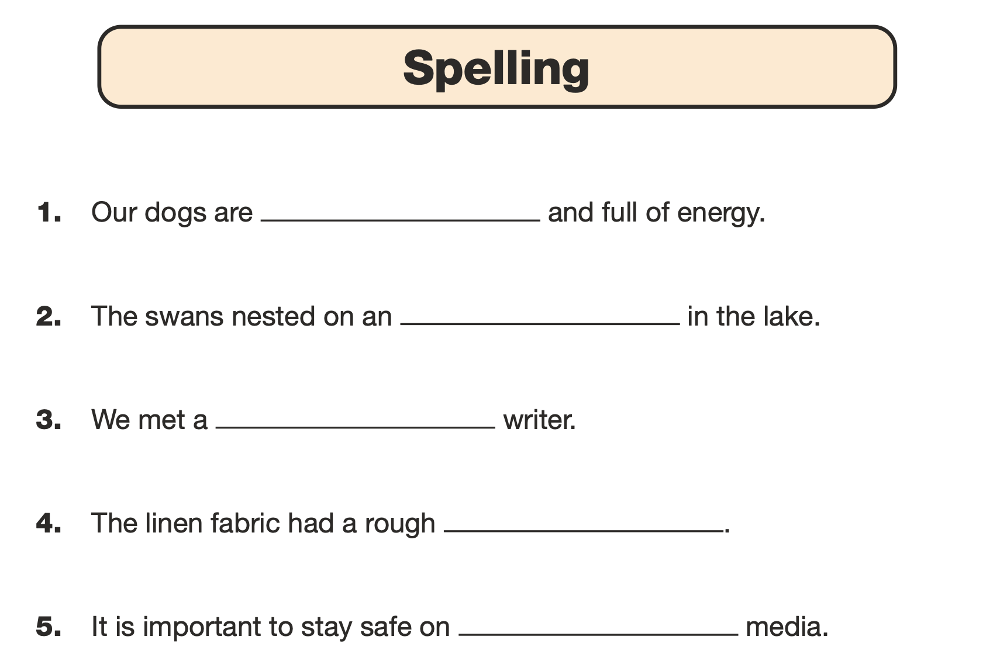 Spelling
1. Our dogs are ____________________ and full of energy.
2. The swans nested on an ____________________ in the lake.
3. We met a ____________________ writer.
4. The linen fabric had a rough ____________________.
5. It is important to stay safe on ____________________ media.